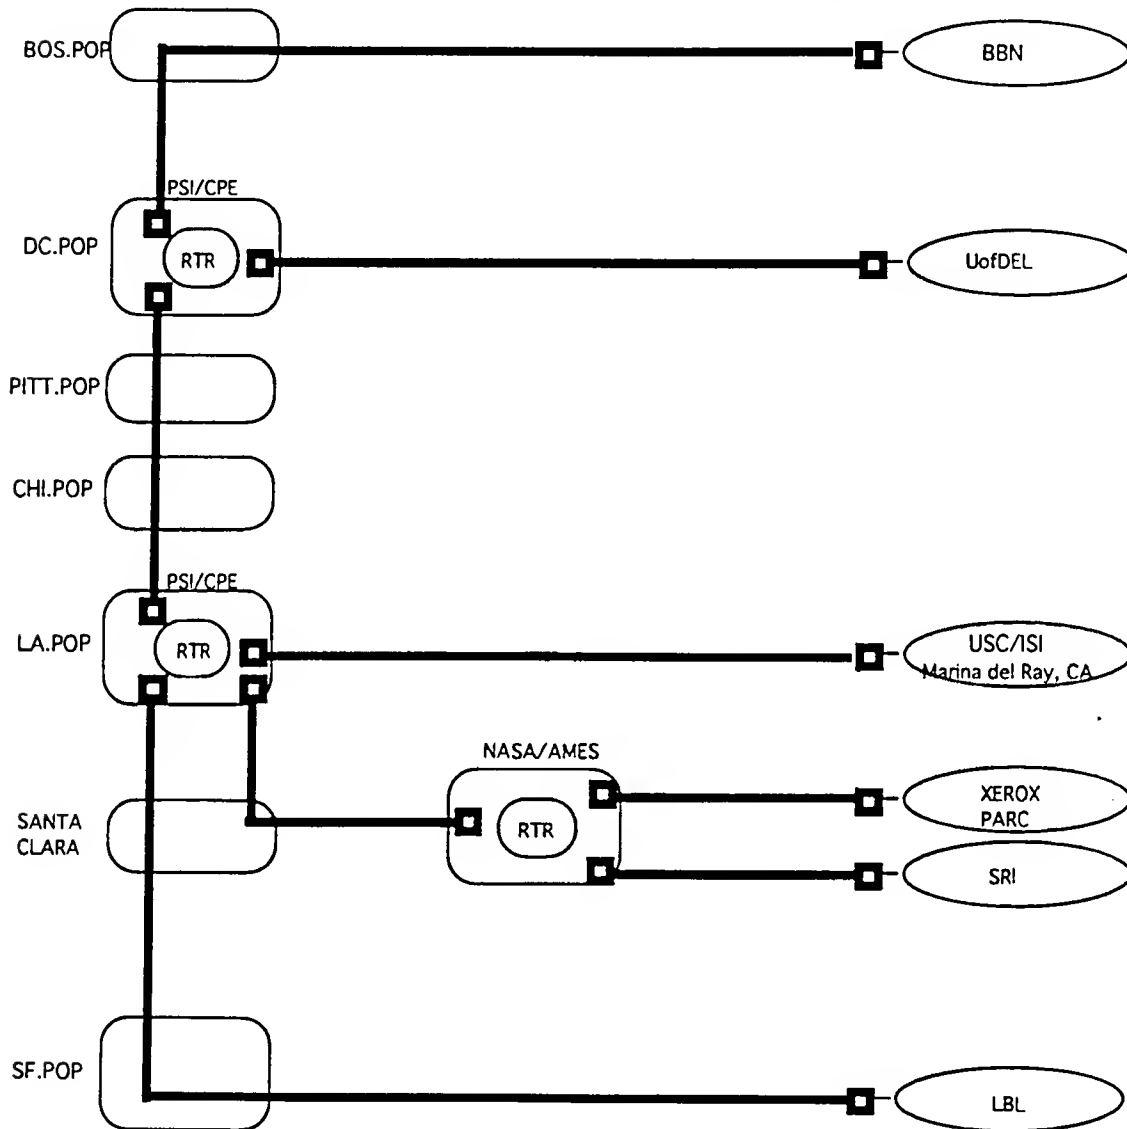 BOS.POP
BBN
PSI/CPE
DC.POP
RTR
UofDEL
PITT.POP
CHI.POP
PSI/CPE
LA.POP
RTR
USC/ISI
Marina del Ray, CA
NASA/AMES
SANTA
CLARA
RTR
XEROX
PARC
SRI
SF.POP
LBL